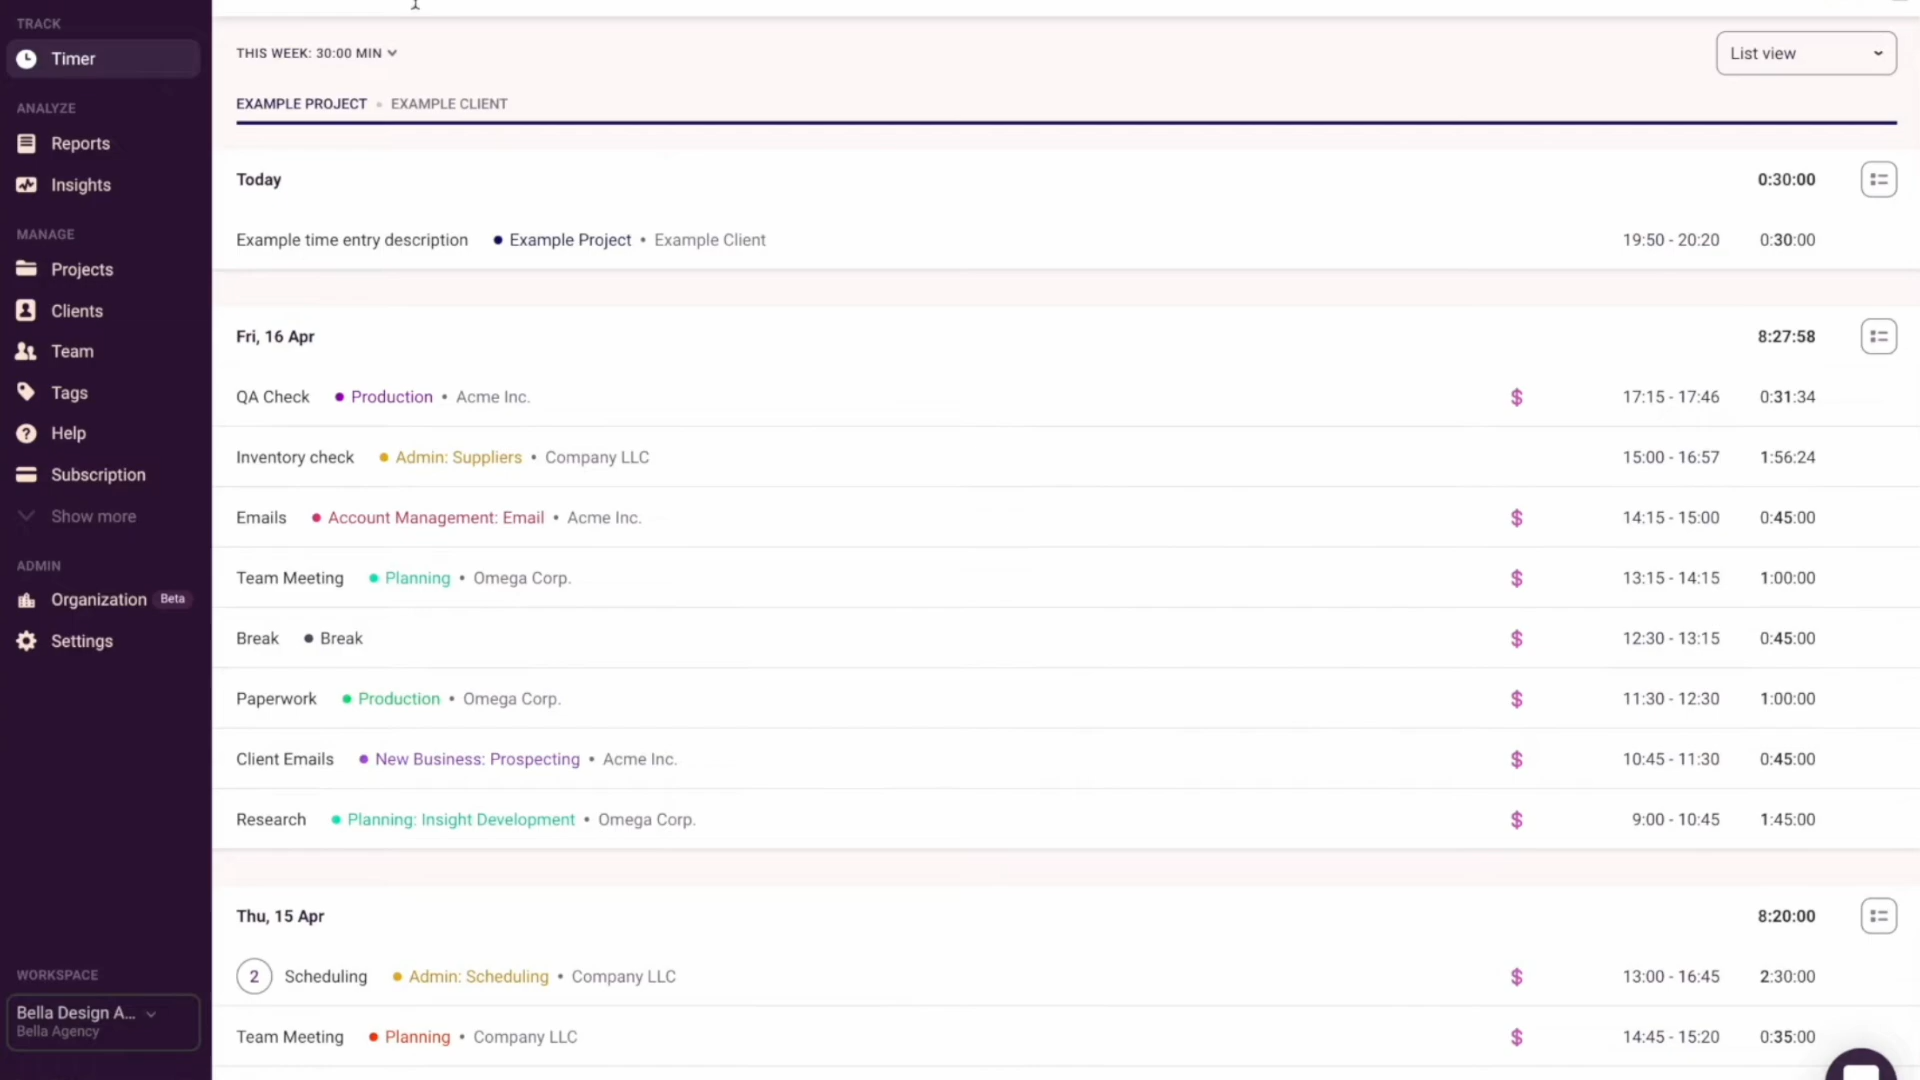 TRACK
Timer
ANALYZE
Reports
Insights
MANAGE
Projects
Clients
Team
Tags
Help
Subscription
Show more
ADMIN
Organization Beta
Settings
WORKSPACE
Bella Design A...
Bella Agency
THIS WEEK: 30:00 MIN
List view
EXAMPLE PROJECT • EXAMPLE CLIENT
Today 0:30:00
Example time entry description • Example Project • Example Client 19:50 - 20:20 0:30:00
Fri, 16 Apr 8:27:58
QA Check • Production • Acme Inc. $ 17:15 - 17:46 0:31:34
Inventory check • Admin: Suppliers • Company LLC 15:00 - 16:57 1:56:24
Emails • Account Management: Email • Acme Inc. $ 14:15 - 15:00 0:45:00
Team Meeting • Planning • Omega Corp. $ 13:15 - 14:15 1:00:00
Break • Break $ 12:30 - 13:15 0:45:00
Paperwork • Production • Omega Corp. $ 11:30 - 12:30 1:00:00
Client Emails • New Business: Prospecting • Acme Inc. $ 10:45 - 11:30 0:45:00
Research • Planning: Insight Development • Omega Corp. $ 9:00 - 10:45 1:45:00
Thu, 15 Apr 8:20:00
2 Scheduling • Admin: Scheduling • Company LLC $ 13:00 - 16:45 2:30:00
Team Meeting • Planning • Company LLC $ 14:45 - 15:20 0:35:00